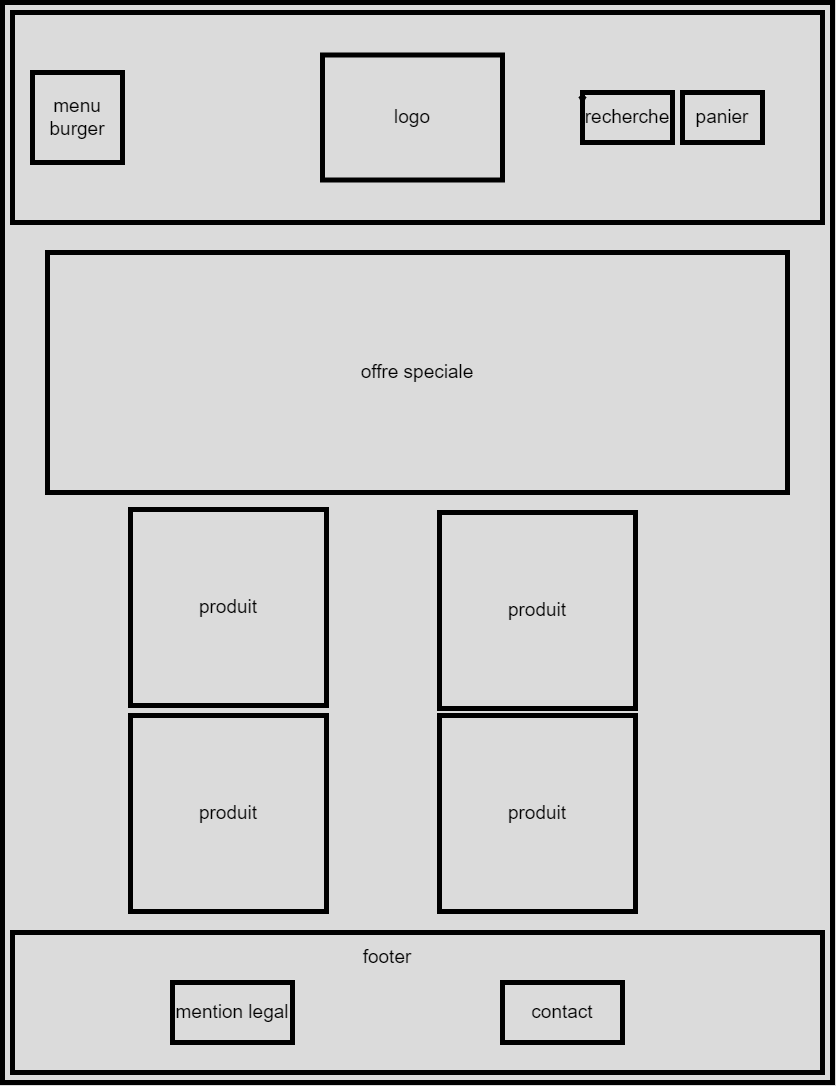 menu
burger
logo
recherche
panier
offre speciale
produit
produit
produit
produit
footer
mention legal
contact